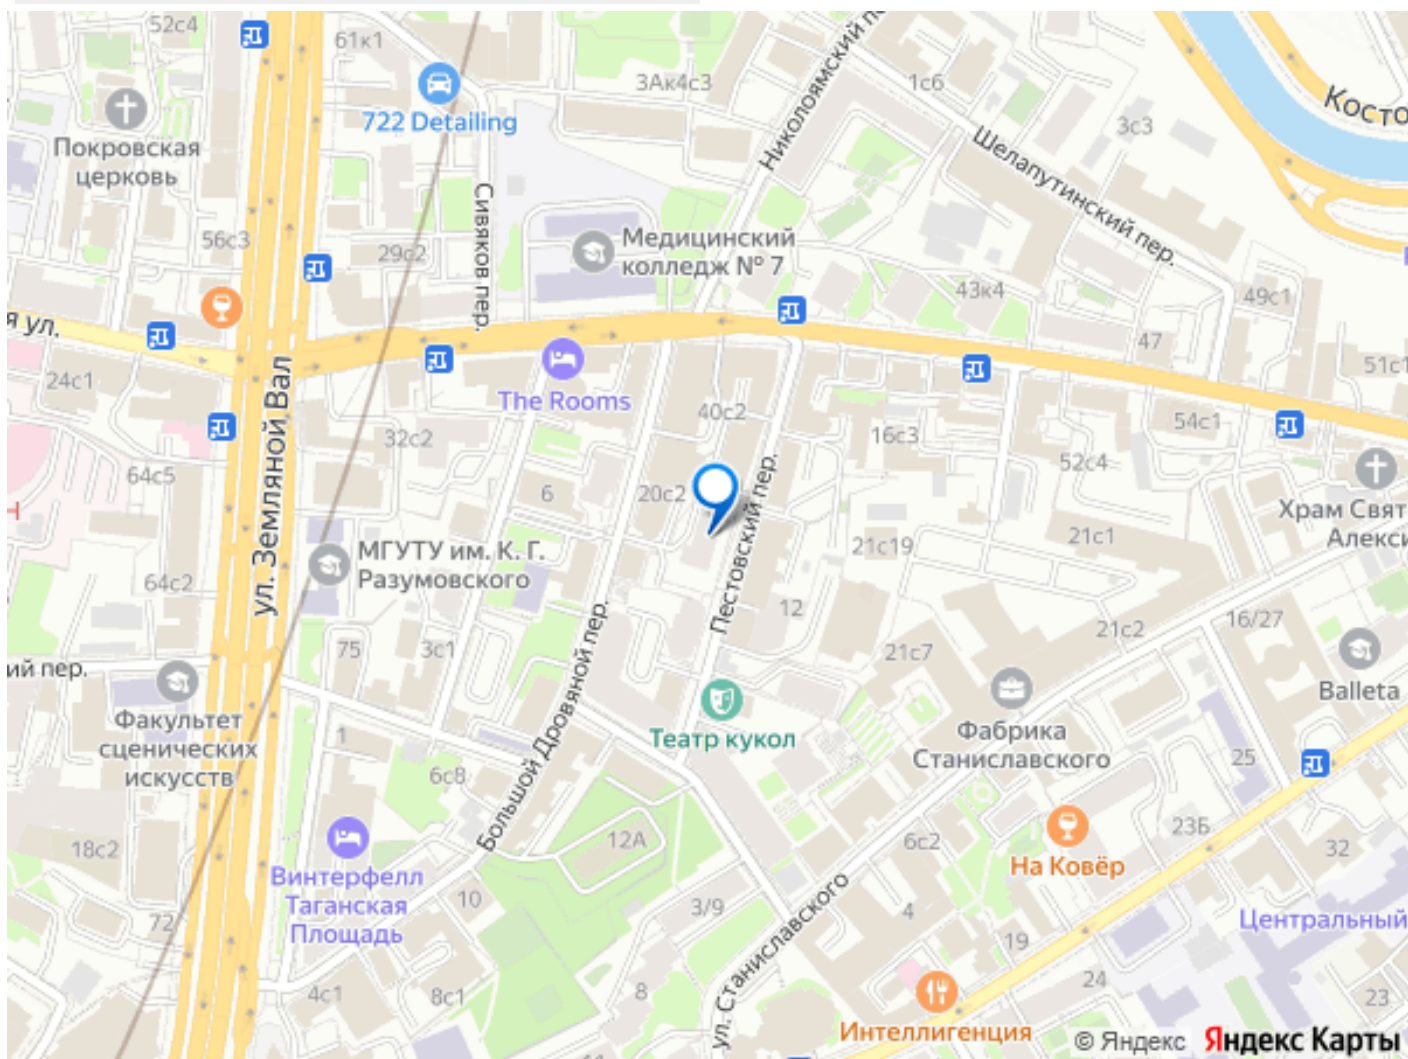 52с4
61к1
Николоямский
3Ак4с3
1с6
722 Detailing
Косто
3с3
Покровская
церковь
Шелапутинский пер.
Сивяков пер.
56с3
29с2
Медицинский
колледж № 7
43к4
49с1
я ул.
47
51с1
24с1
The Rooms
40с2
54с1
32с2
16с3
ул. Земляной Вал
52с4
64с5
6
20с2
Пестовский пер.
Храм Свят
Алекси
МГУТУ им. К. Г.
Разумовского
21с19
21с1
64с2
12
16/27
21с2
ий пер.
75
3с1
21с7
Большой Дровяной пер.
Balleta
Факультет
сценических
искусств
1
Театр кукол
Фабрика
Станиславского
25
6с8
18с2
12А
6с2
23Б
32
На Ковёр
Винтерфелл
Таганская
Площадь
10
3/9
ул. Станиславского
4
72
19
Центральный
4с1
8с1
8
24
23
Интеллигенция
© Яндекс Яндекс Карты